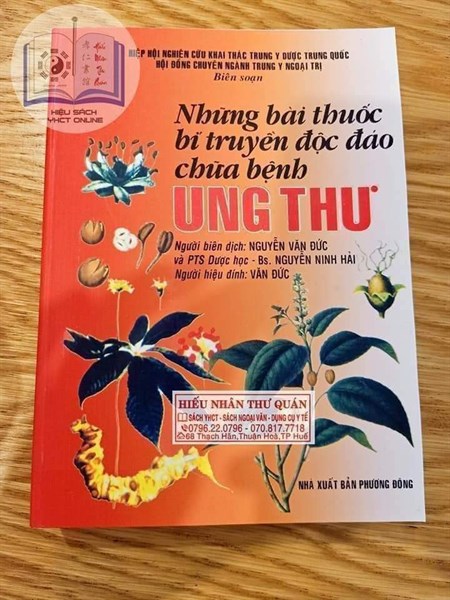 HIỆP HỘI NGHIÊN CỨU KHAI THÁC TRUNG Y DƯỢC TRUNG QUỐC
HỘI ĐỒNG CHUYÊN NGÀNH TRUNG Y NGOẠI TRỊ
Biên soạn
HIẾU SÁCH
YHCT ONLINE
Những bài thuốc
bí truyền độc đáo
chữa bệnh
UNG THƯ
Người biên dịch: NGUYỄN VĂN ĐỨC
và PTS Dược học - Bs. NGUYỄN NINH HẢI
Người hiệu đính: VĂN ĐỨC
HIẾU NHÂN THƯ QUÁN
SÁCH YHCT - SÁCH NGOẠI VĂN - DỤNG CỤ Y TẾ
0796.22.0796 - 070.817.7718
68 Thạch Hãn,Thuận Hoà,TP Huế
NHÀ XUẤT BẢN PHƯƠNG ĐÔNG